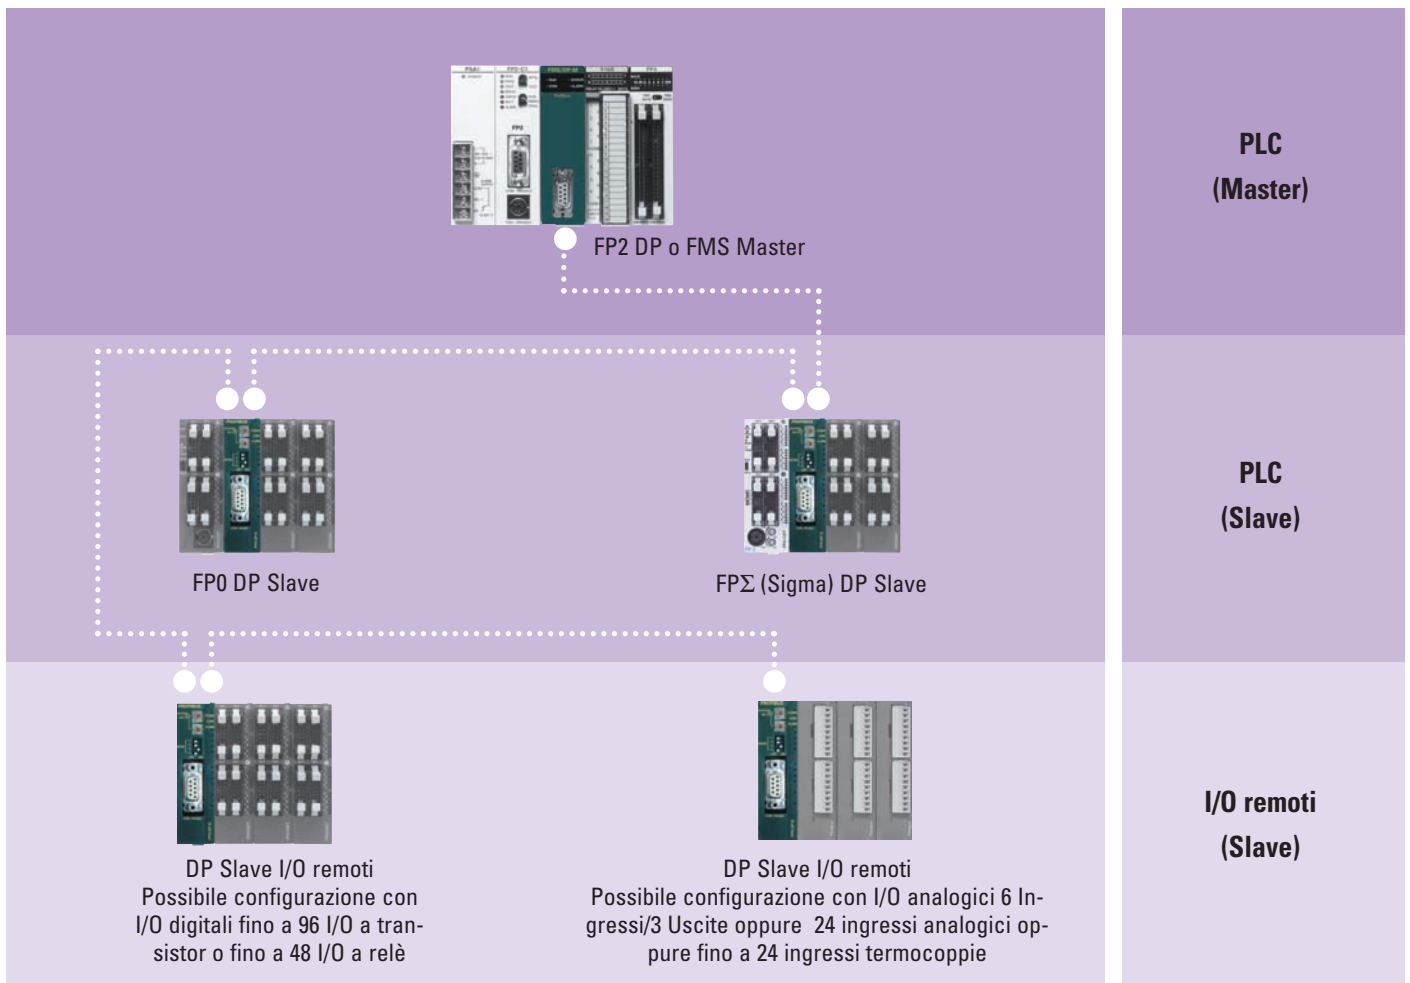 FP2
FP2 DP o FMS Master
PLC
(Master)
FP0 DP Slave
FPΣ (Sigma) DP Slave
PLC
(Slave)
DP Slave I/O remoti
Possibile configurazione con
I/O digitali fino a 96 I/O a tran-
sistor o fino a 48 I/O a relè
DP Slave I/O remoti
Possibile configurazione con I/O analogici 6 In-
gressi/3 Uscite oppure 24 ingressi analogici op-
pure fino a 24 ingressi termocoppie
I/O remoti
(Slave)